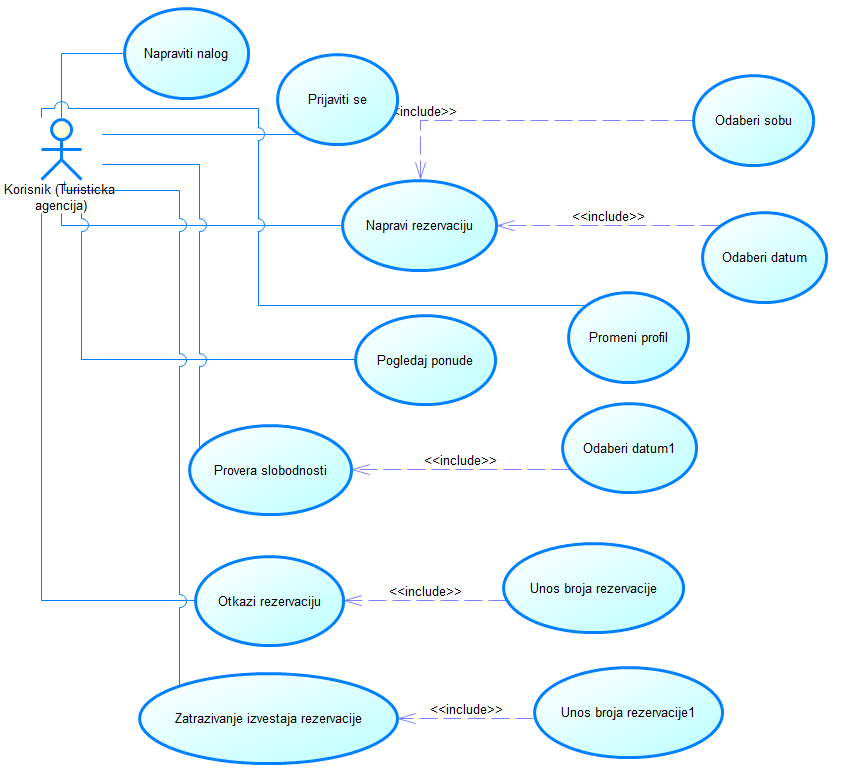 Napraviti nalog
Prijaviti se
<include>>
Odaberi sobu
Korisnik (Turisticka
agencija)
Napravi rezervaciju
<<include>>
Odaberi datum
Promeni profil
Pogledaj ponude
Provera slobodnosti
<<include>>
Odaberi datum1
Otkazi rezervaciju
<<include>>
Unos broja rezervacije
Zatrazivanje izvestaja rezervacije
<<include>>
Unos broja rezervacije1